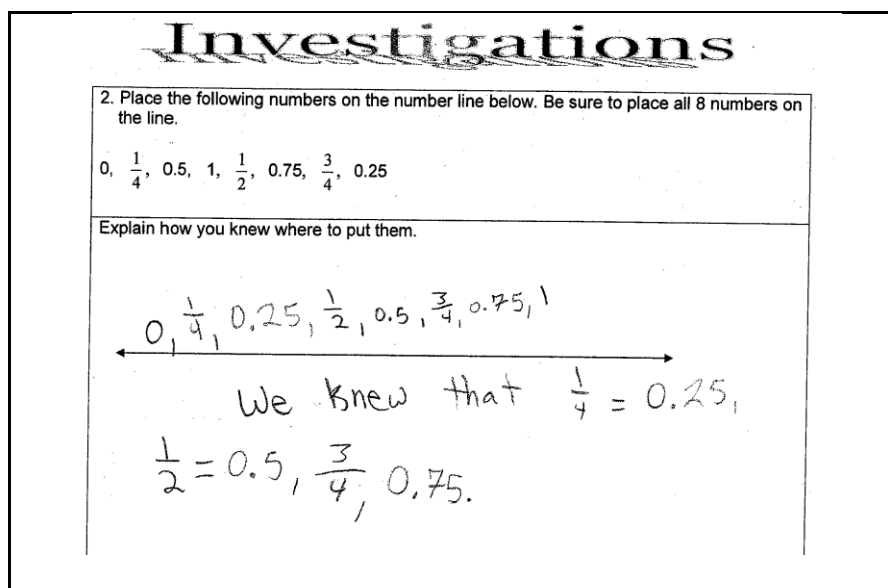 Investigations
2. Place the following numbers on the number line below. Be sure to place all 8 numbers on
the line.
0, 1/4, 0.5, 1, 1/2, 0.75, 3/4, 0.25
Explain how you knew where to put them.
0, 1/4, 0.25, 1/2, 0.5, 3/4, 0.75, 1
We knew that 1/4 = 0.25,
1/2 = 0.5, 3/4, 0.75.